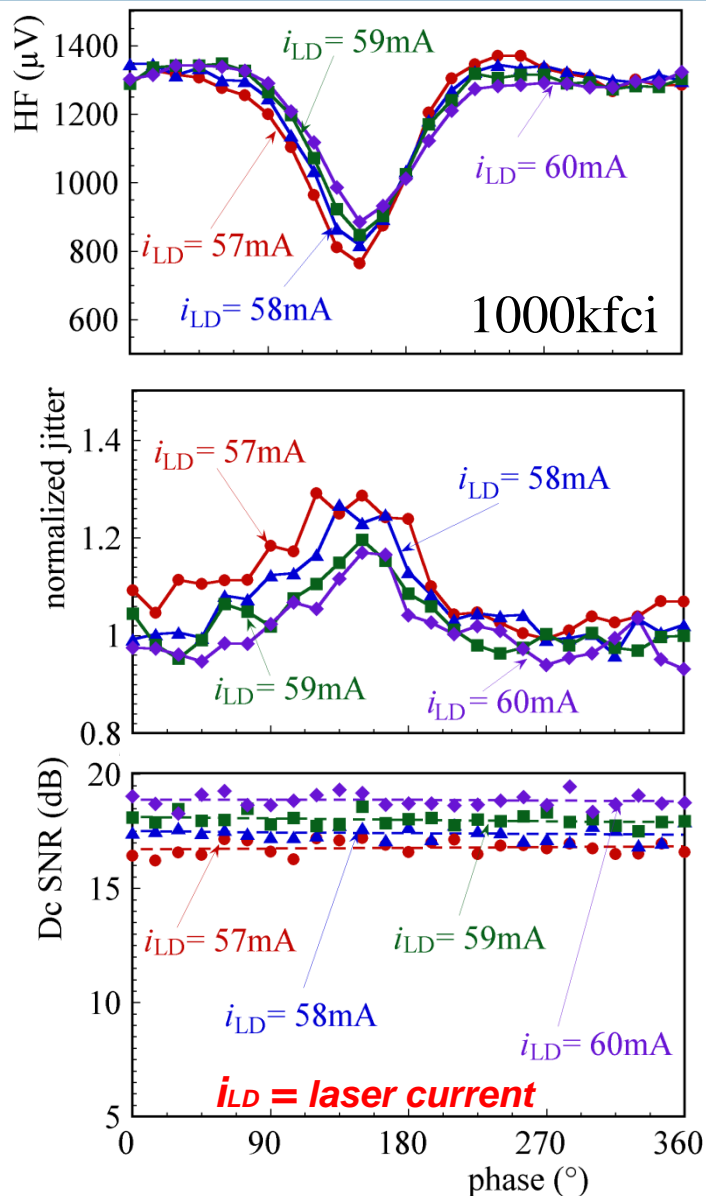 1400
1200
1000
800
600
HF (μV)
iLD= 59mA
iLD= 60mA
iLD= 57mA
iLD= 58mA
1000kfci
1.4
1.2
1
0.8
normalized jitter
iLD= 57mA
iLD= 58mA
iLD= 59mA
iLD= 60mA
20
15
10
5
Dc SNR (dB)
iLD= 57mA
iLD= 59mA
iLD= 58mA
iLD= 60mA
iLD = laser current
0 90 180 270 360
phase (°)